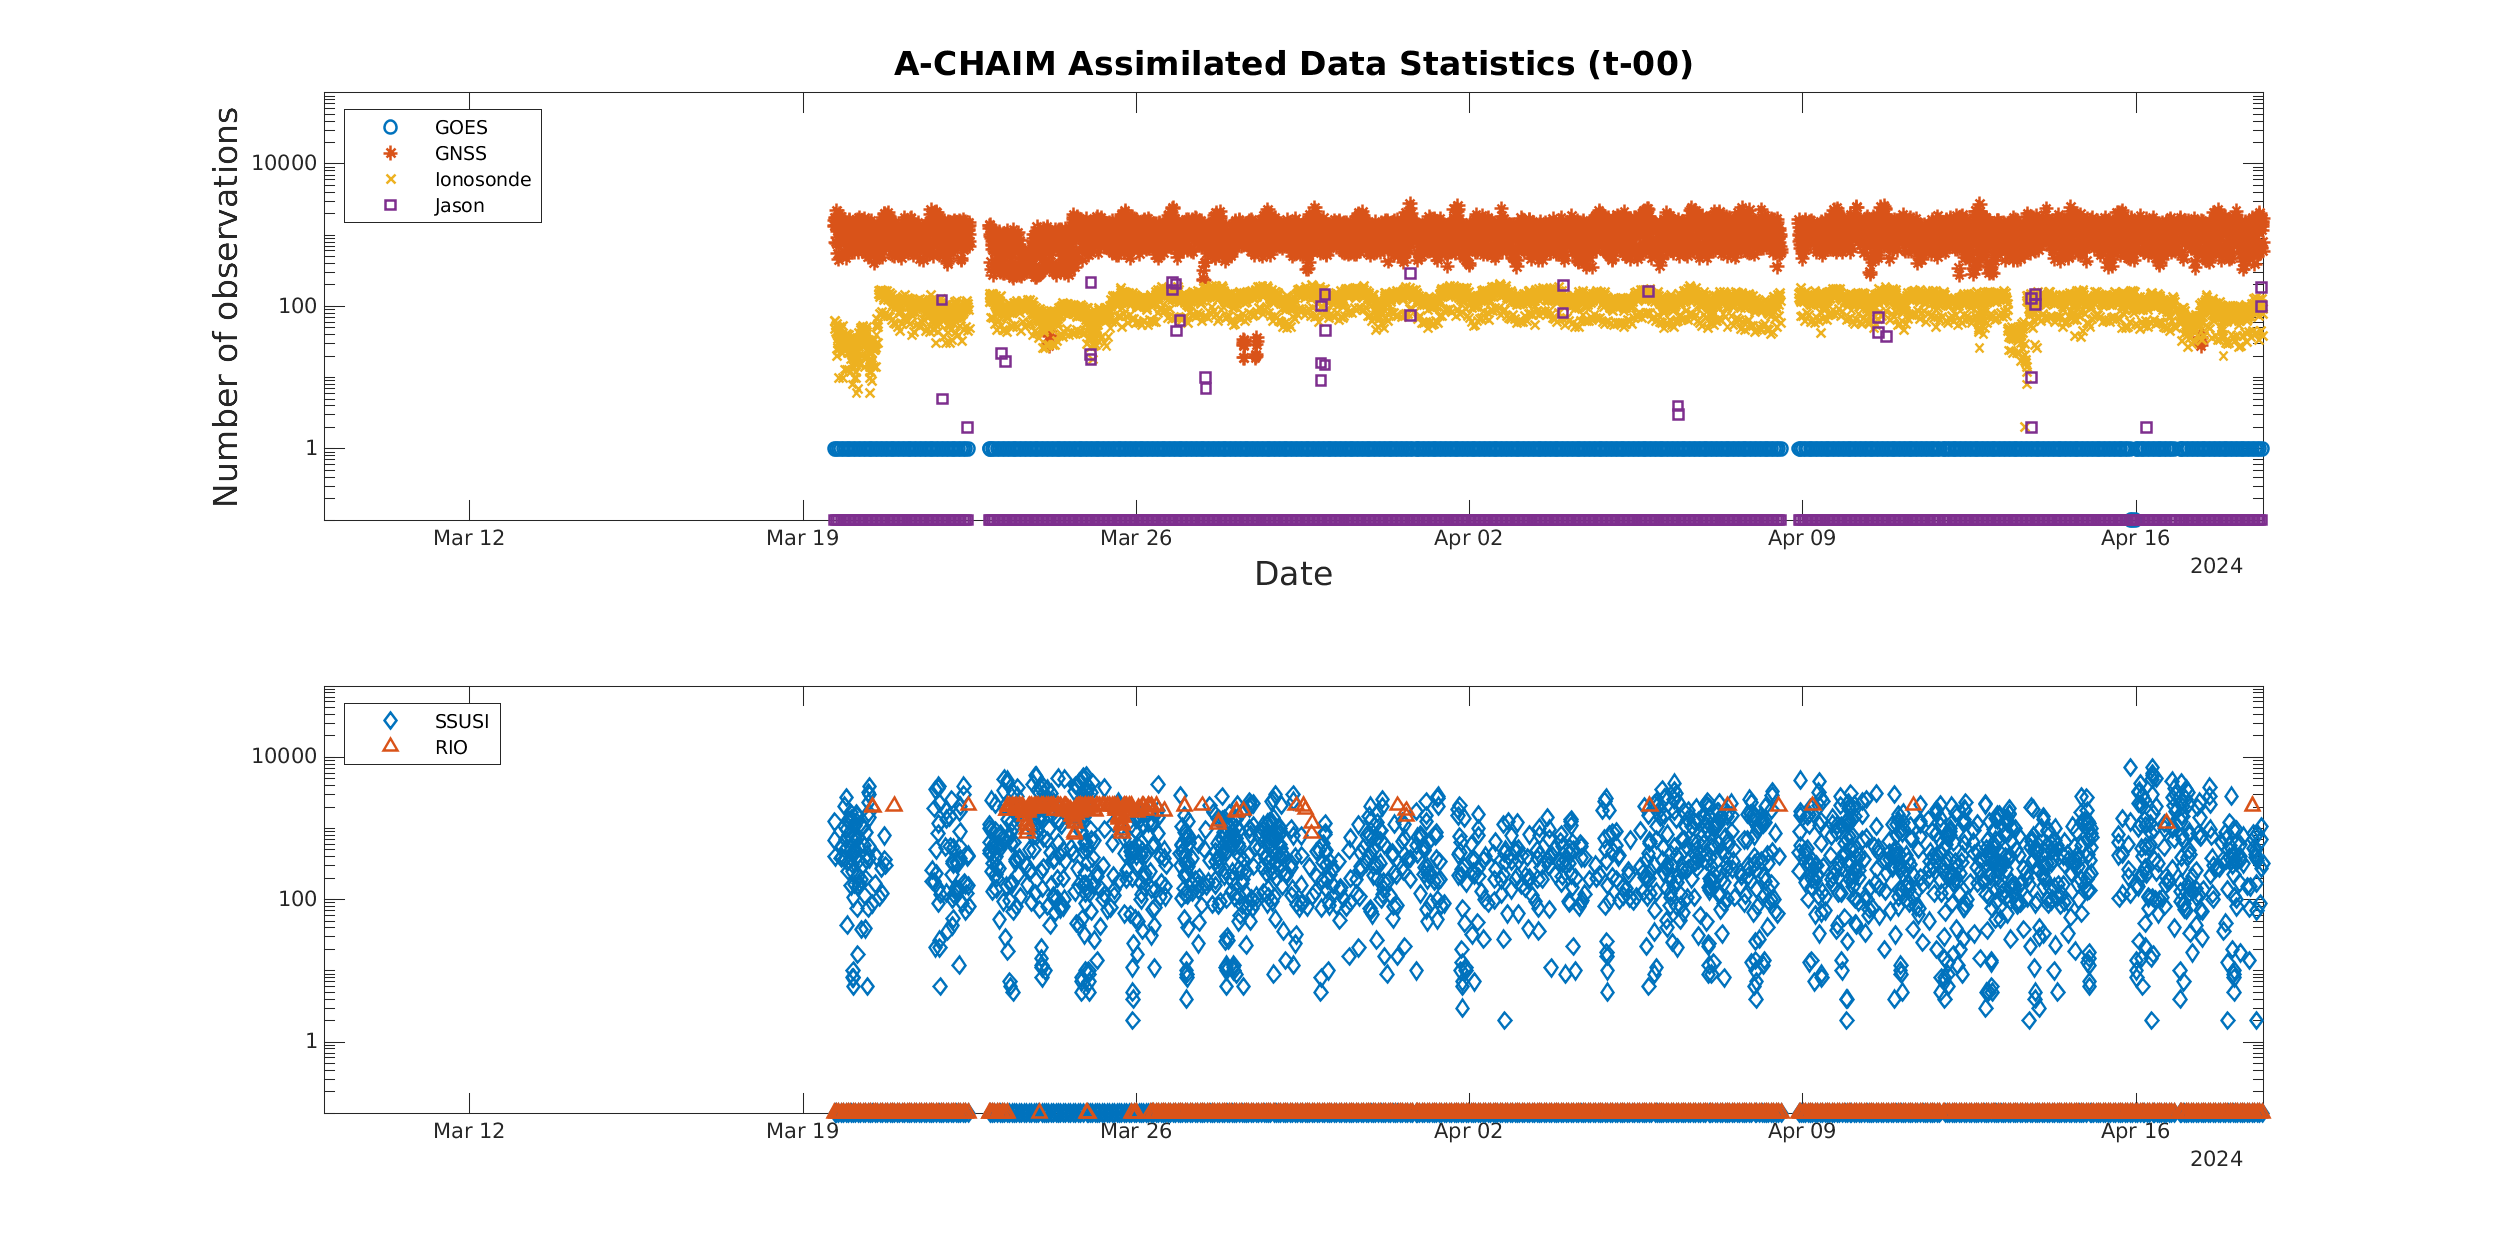 A-CHAIM Assimilated Data Statistics (t-00)
Number of observations
10000
100
1
GOES
GNSS
Ionosonde
Jason
Mar 12
Mar 19
Mar 26
Apr 02
Apr 09
Apr 16
2024
Date
10000
100
1
SSUSI
RIO
Mar 12
Mar 19
Mar 26
Apr 02
Apr 09
Apr 16
2024